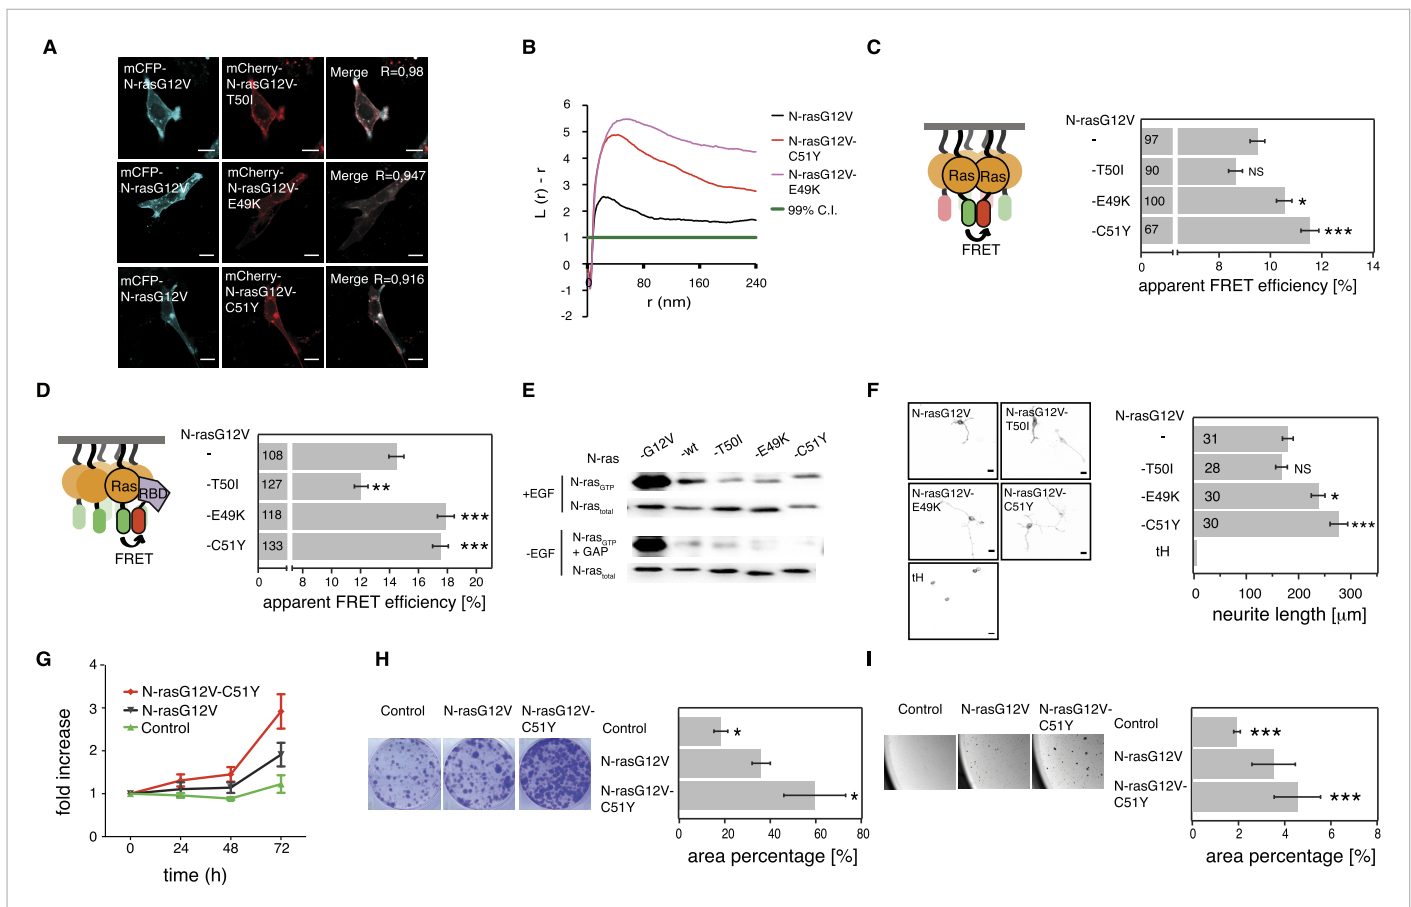 A
mCFP-
N-rasG12V
mCherry-
N-rasG12V-
T50I
Merge R=0,98
mCFP-
N-rasG12V
mCherry-
N-rasG12V-
E49K
Merge R=0,947
mCFP-
N-rasG12V
mCherry-
N-rasG12V-
C51Y
Merge R=0,916
B
L (r) - r
6
5
4
3
2
1
0
-1
-2
0 80 160 240
r (nm)
N-rasG12V
N-rasG12V-
C51Y
N-rasG12V-
E49K
99% C.I.
C
Ras Ras
FRET
N-rasG12V
- 97
-T50I 90 NS
-E49K 100 *
-C51Y 67 ***
0 6 8 10 12 14
apparent FRET efficiency [%]
D
Ras RBD
FRET
N-rasG12V
- 108
-T50I 127 **
-E49K 118 ***
-C51Y 133 ***
0 8 10 12 14 16 18 20
apparent FRET efficiency [%]
E
N-ras -G12V -wt -T50I -E49K -C51Y
+EGF
N-rasGTP
N-rastotal
-EGF
N-rasGTP
+ GAP
N-rastotal
F
N-rasG12V
N-rasG12V-
T50I
N-rasG12V-
E49K
N-rasG12V-
C51Y
tH
N-rasG12V
- 31
-T50I 28 NS
-E49K 30 *
-C51Y 30 ***
tH
0 100 200 300
neurite length [µm]
G
fold increase
4
3
2
1
0
N-rasG12V-C51Y
N-rasG12V
Control
0 24 48 72
time (h)
H
Control N-rasG12V N-rasG12V-
C51Y
Control *
N-rasG12V
N-rasG12V-
C51Y *
0 20 40 60 80
area percentage [%]
I
Control N-rasG12V N-rasG12V-
C51Y
Control ***
N-rasG12V
N-rasG12V-
C51Y ***
0 2 4 6 8
area percentage [%]